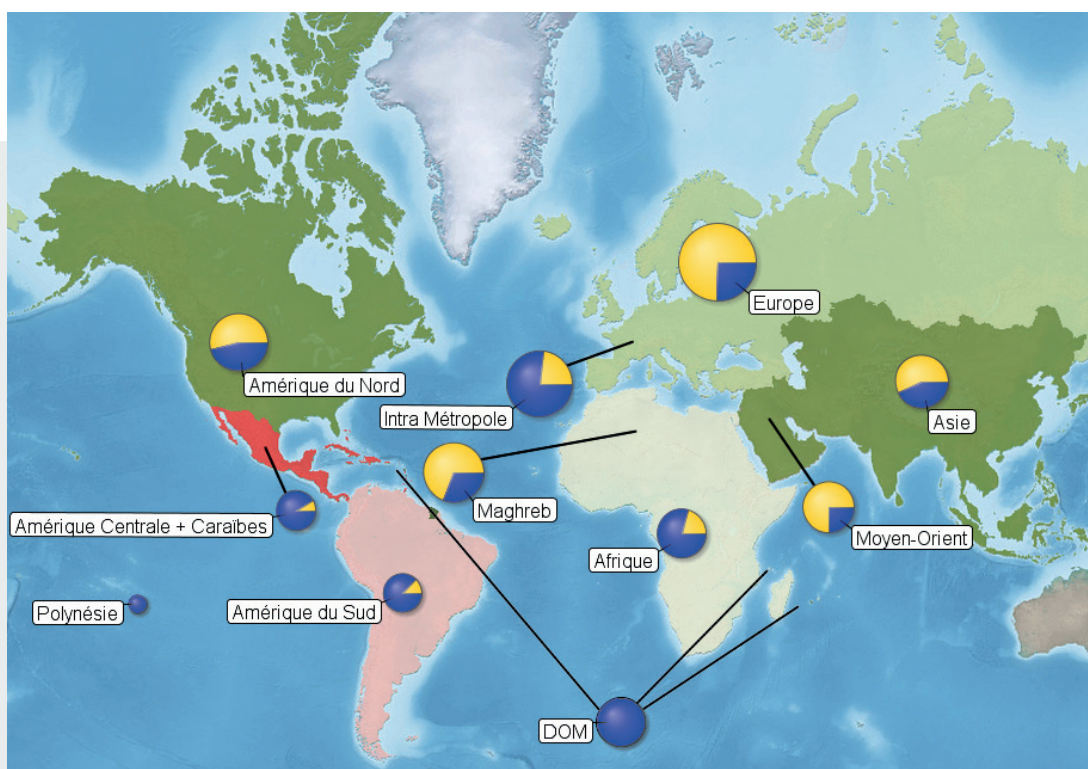 Europe
Amérique du Nord
Intra Métropole
Asie
Maghreb
Amérique Centrale + Caraïbes
Moyen-Orient
Afrique
Polynésie
Amérique du Sud
DOM